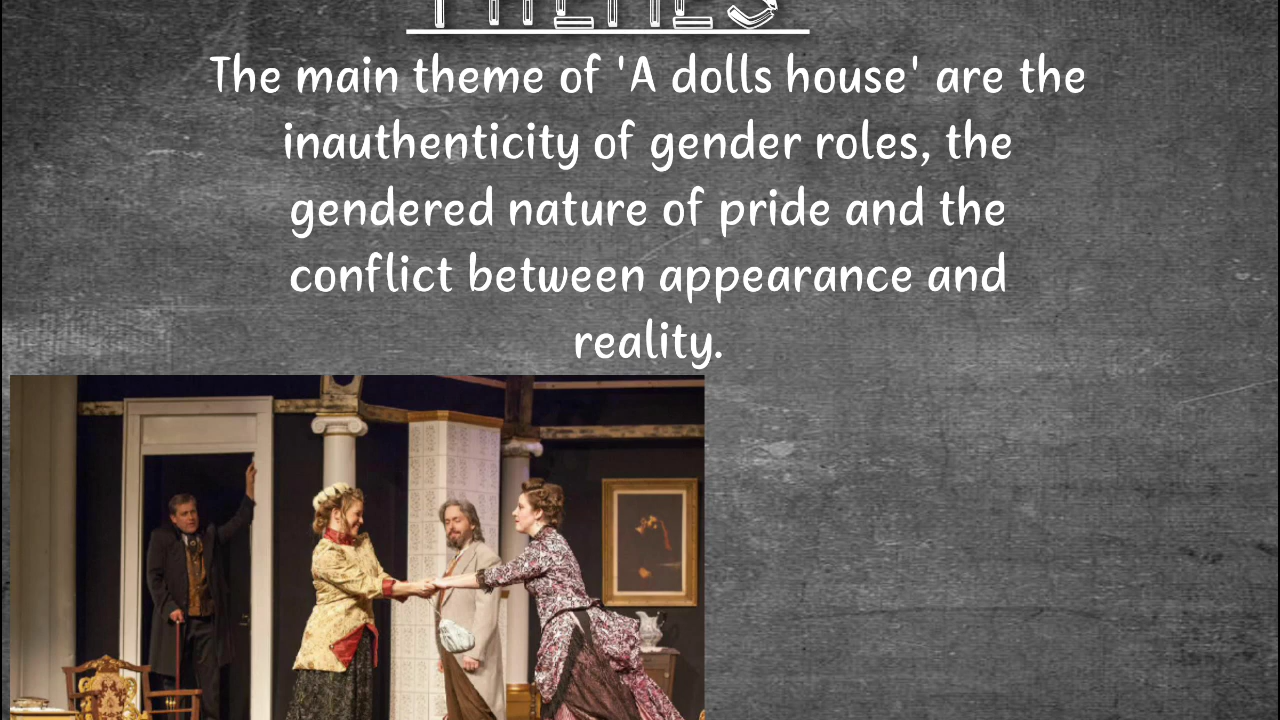 THEMES
The main theme of 'A dolls house' are the
inauthenticity of gender roles, the
gendered nature of pride and the
conflict between appearance and
reality.